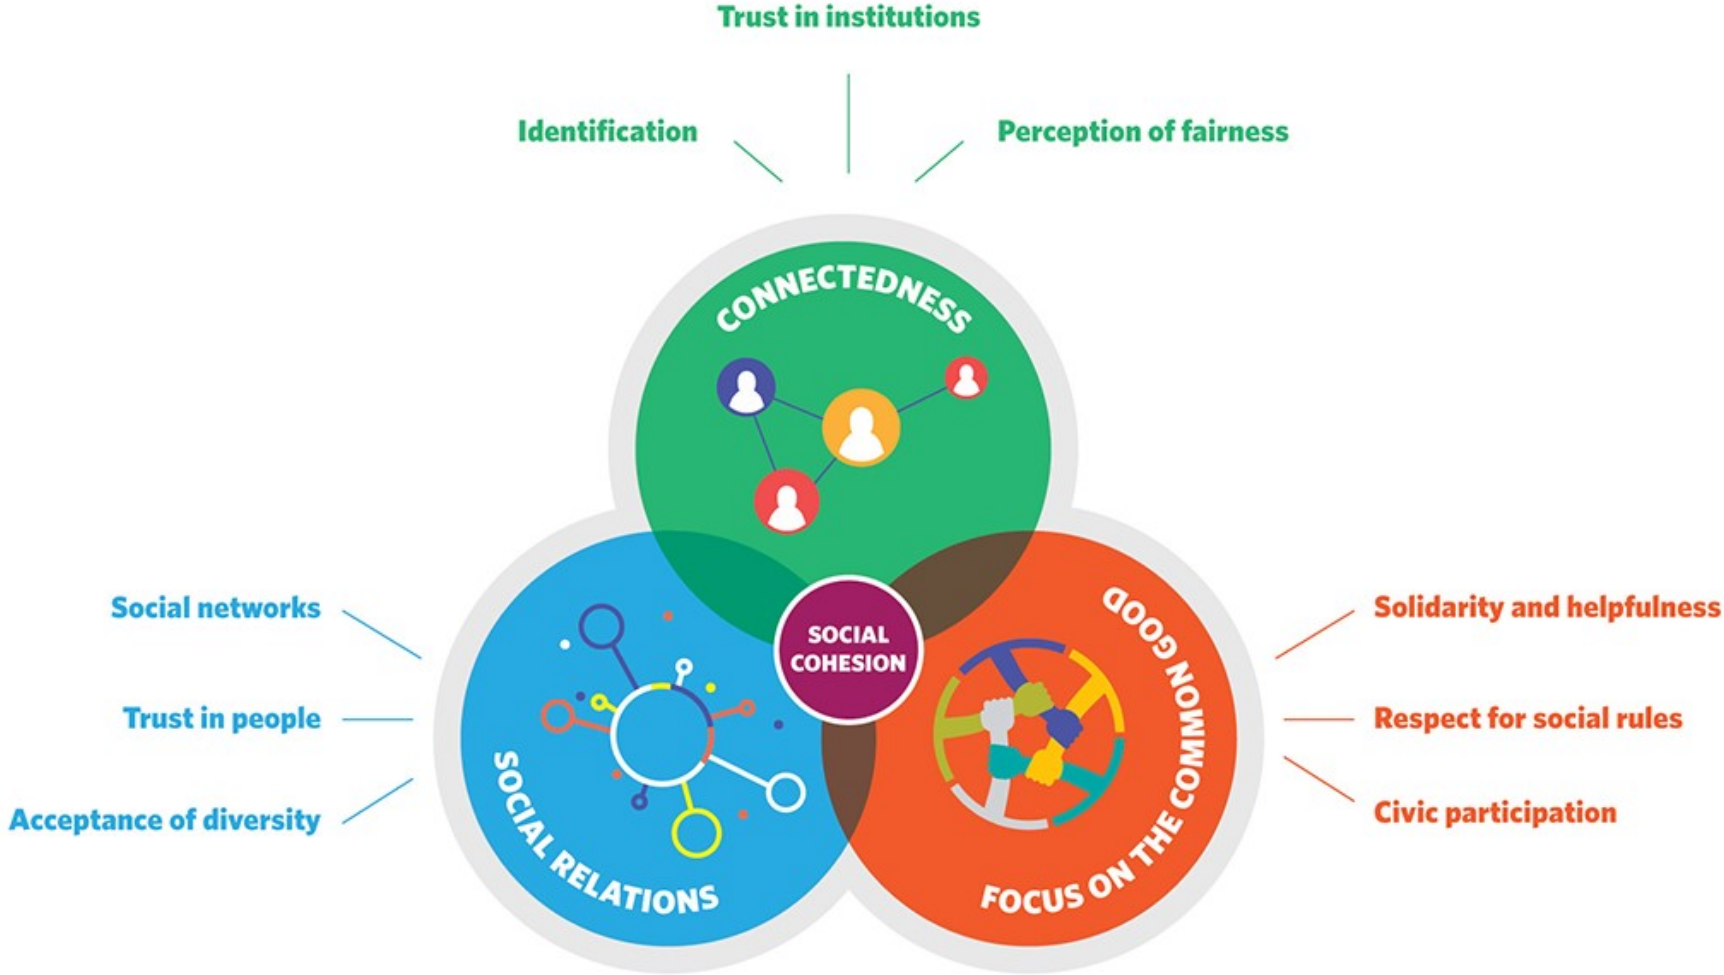 Trust in institutions
Identification
Perception of fairness
CONNECTEDNESS
Social networks
Trust in people
Acceptance of diversity
SOCIAL RELATIONS
SOCIAL
COHESION
FOCUS ON THE COMMON GOOD
Solidarity and helpfulness
Respect for social rules
Civic participation